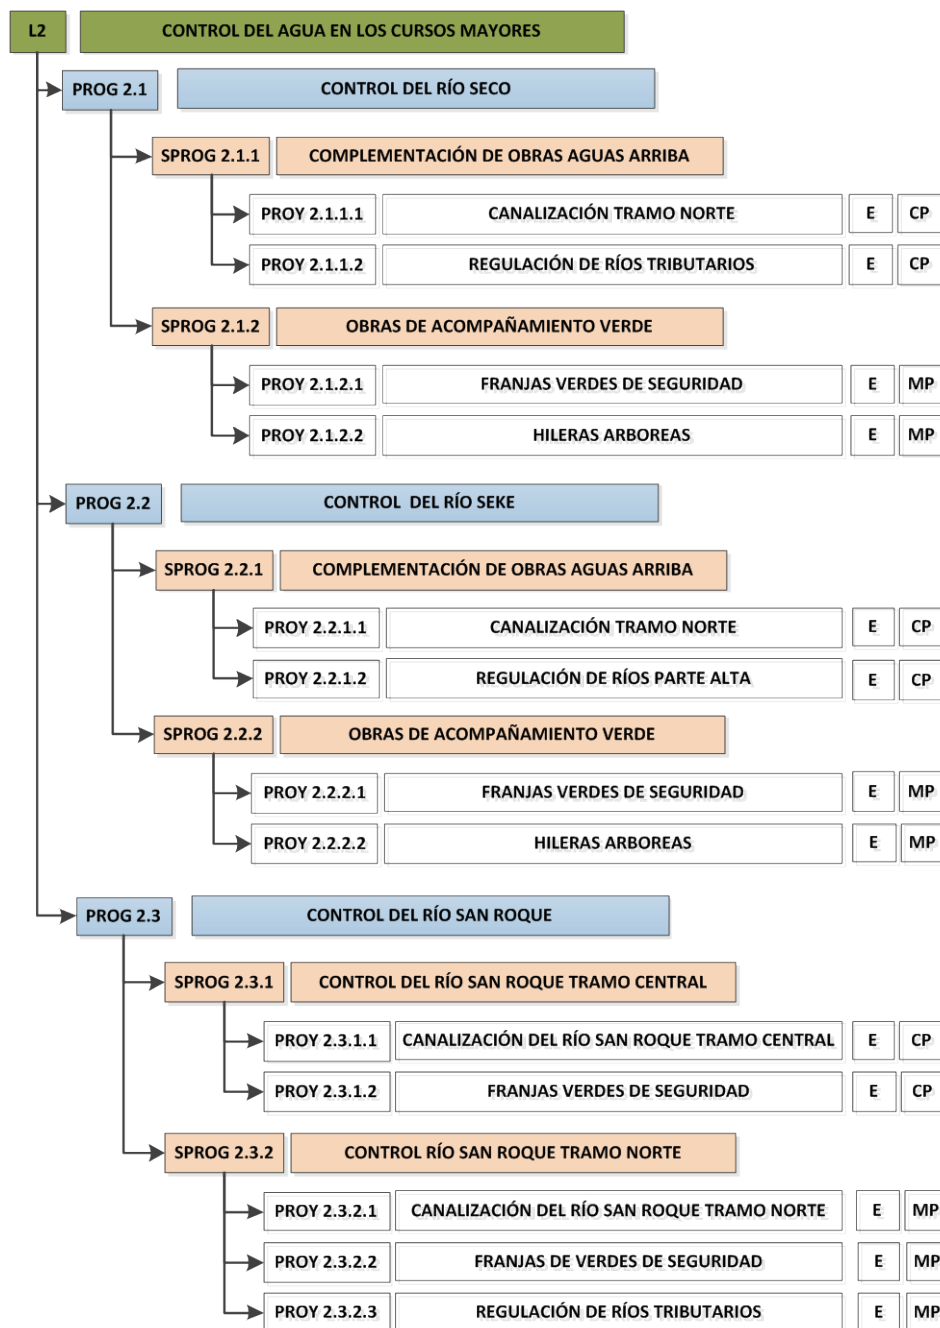 L2 CONTROL DEL AGUA EN LOS CURSOS MAYORES
PROG 2.1 CONTROL DEL RÍO SECO
SPROG 2.1.1 COMPLEMENTACIÓN DE OBRAS AGUAS ARRIBA
PROY 2.1.1.1 CANALIZACIÓN TRAMO NORTE E CP
PROY 2.1.1.2 REGULACIÓN DE RÍOS TRIBUTARIOS E CP
SPROG 2.1.2 OBRAS DE ACOMPAÑAMIENTO VERDE
PROY 2.1.2.1 FRANJAS VERDES DE SEGURIDAD E MP
PROY 2.1.2.2 HILERAS ARBOREAS E MP
PROG 2.2 CONTROL DEL RÍO SEKE
SPROG 2.2.1 COMPLEMENTACIÓN DE OBRAS AGUAS ARRIBA
PROY 2.2.1.1 CANALIZACIÓN TRAMO NORTE E CP
PROY 2.2.1.2 REGULACIÓN DE RÍOS PARTE ALTA E CP
SPROG 2.2.2 OBRAS DE ACOMPAÑAMIENTO VERDE
PROY 2.2.2.1 FRANJAS VERDES DE SEGURIDAD E MP
PROY 2.2.2.2 HILERAS ARBOREAS E MP
PROG 2.3 CONTROL DEL RÍO SAN ROQUE
SPROG 2.3.1 CONTROL DEL RÍO SAN ROQUE TRAMO CENTRAL
PROY 2.3.1.1 CANALIZACIÓN DEL RÍO SAN ROQUE TRAMO CENTRAL E CP
PROY 2.3.1.2 FRANJAS VERDES DE SEGURIDAD E CP
SPROG 2.3.2 CONTROL RÍO SAN ROQUE TRAMO NORTE
PROY 2.3.2.1 CANALIZACIÓN DEL RÍO SAN ROQUE TRAMO NORTE E MP
PROY 2.3.2.2 FRANJAS DE VERDES DE SEGURIDAD E MP
PROY 2.3.2.3 REGULACIÓN DE RÍOS TRIBUTARIOS E MP